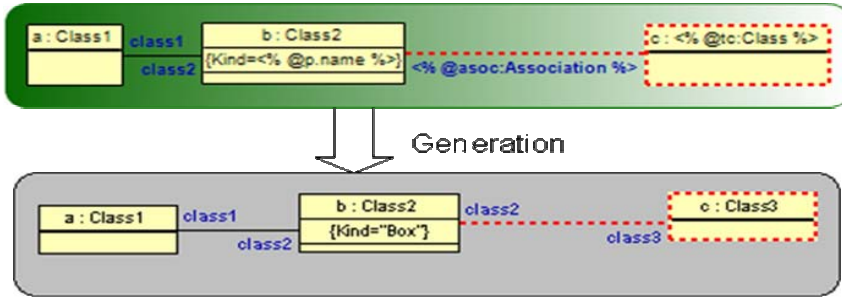 a : Class1
class1
class2
b : Class2
{Kind=<% @p.name %>}
<% @asoc:Association %>
c : <% @tc:Class %>
Generation
a : Class1
class1
class2
b : Class2
{Kind="Box"}
class2
class3
c : Class3